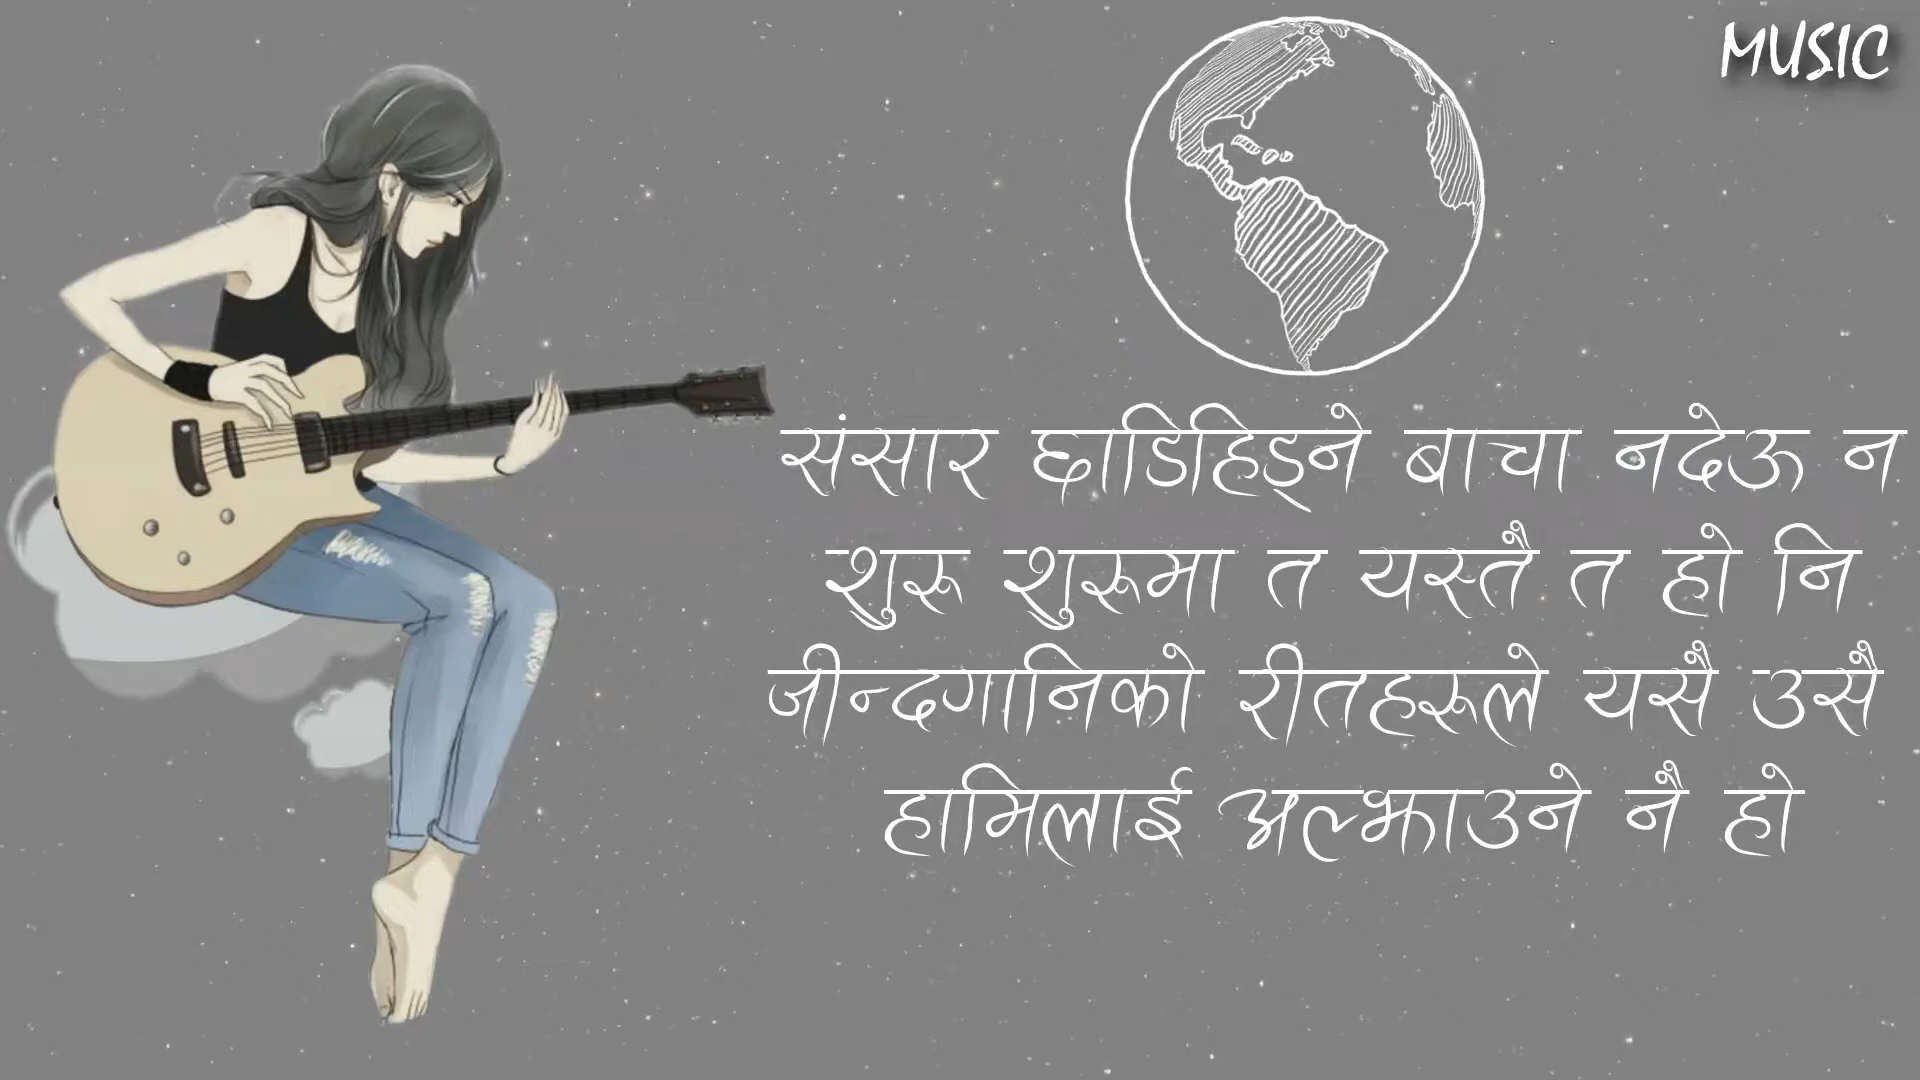 MUSIC
संसार छाडिहिड्ने बाचा नदेऊ न
शुरू शुरूमा त यस्तै त हो नि
जीन्दगानिको रीतहरूले यसै उसै
हामिलाई अल्झाउने नै हो